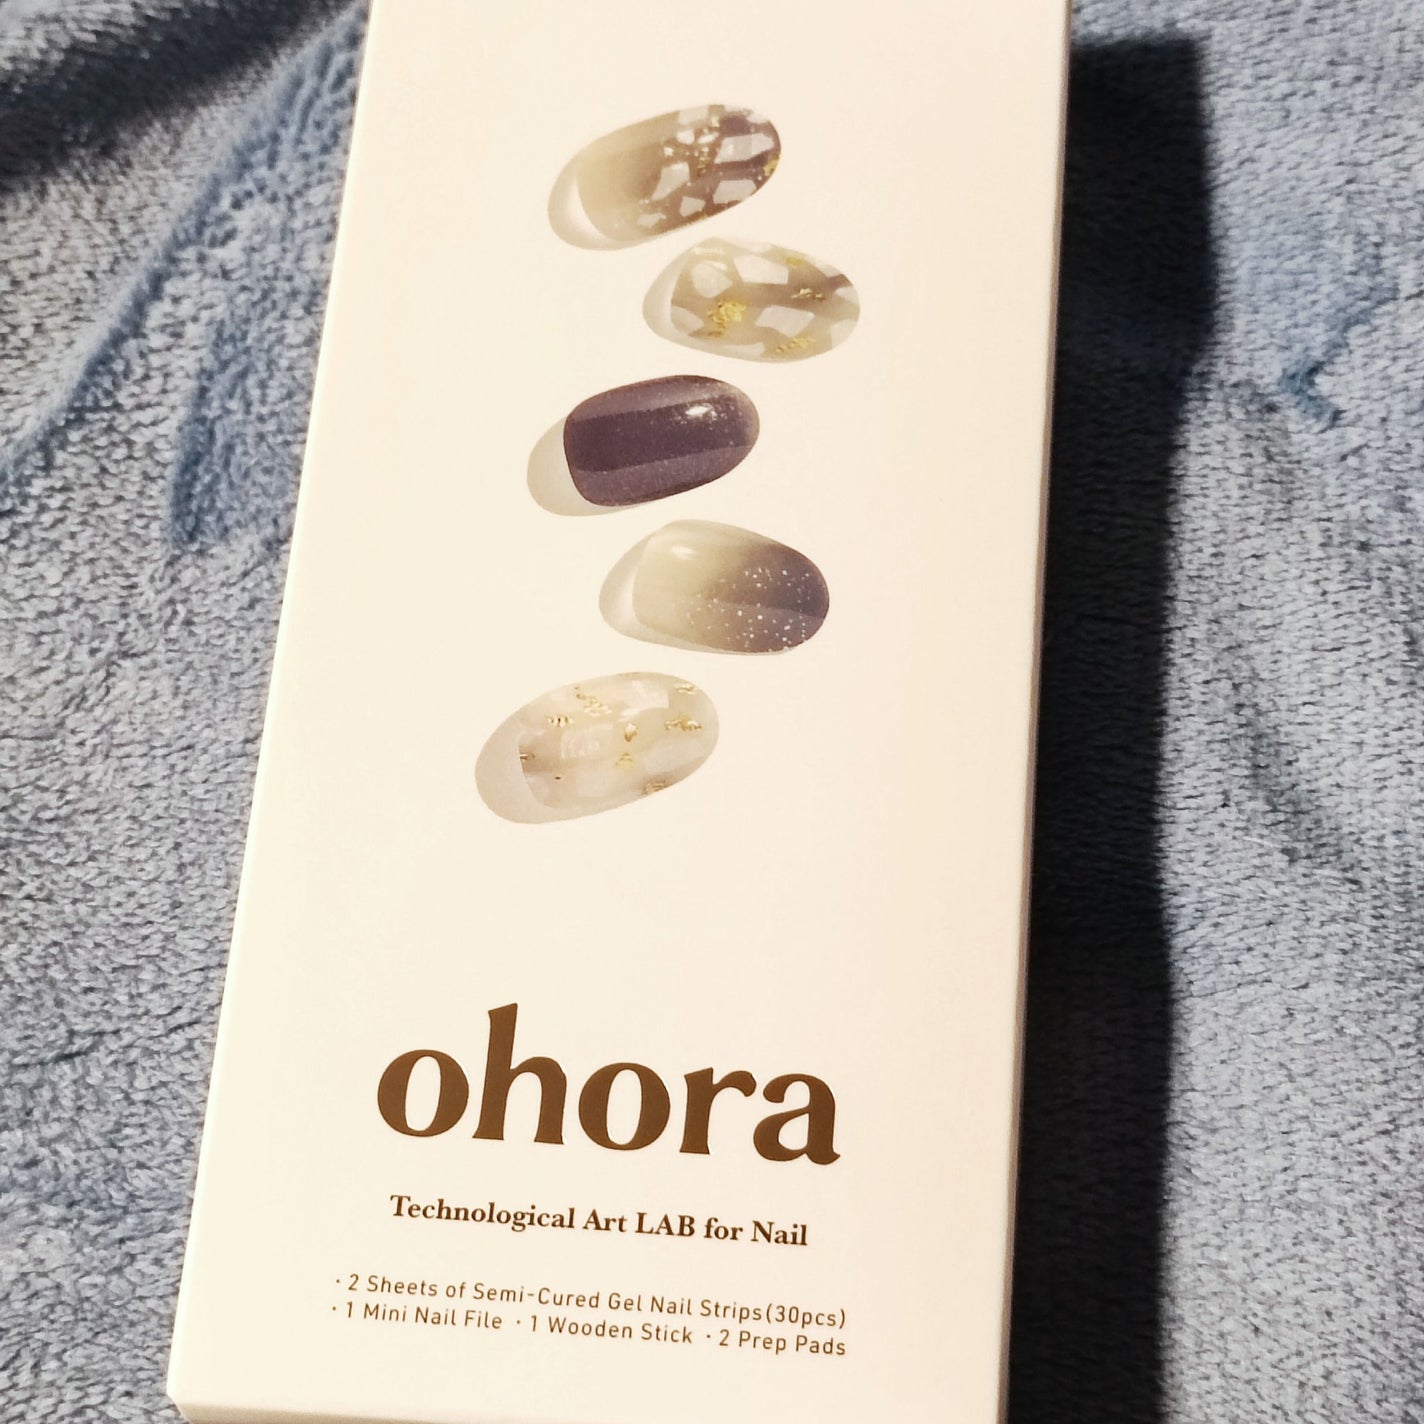 ohora
Technological Art LAB for Nail
· 2 Sheets of Semi-Cured Gel Nail Strips(30pcs)
· 1 Mini Nail File · 1 Wooden Stick · 2 Prep Pads